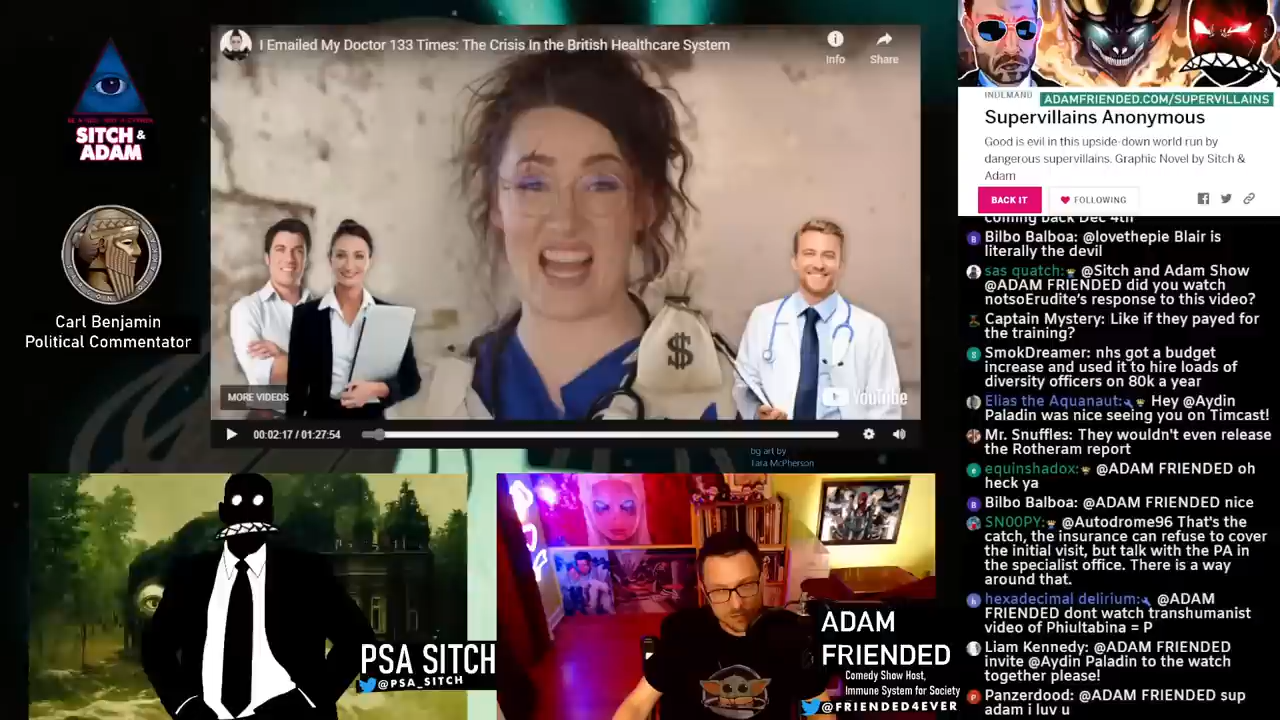 I Emailed My Doctor 133 Times: The Crisis In the British Healthcare System
Info
Share
SITCH &
ADAM
Carl Benjamin
Political Commentator
$
MORE VIDEOS
YouTube
00:02:17 / 01:27:54
bg art by
Tara McPherson
PSA SITCH
@PSA_SITCH
ADAM
FRIENDED
Comedy Show Host,
Immune System for Society
@FRIENDED4EVER
INDEMAND
ADAMFRIENDED.COM/SUPERVILLAINS
Supervillains Anonymous
Good is evil in this upside-down world run by
dangerous supervillains. Graphic Novel by Sitch &
Adam
BACK IT
FOLLOWING
coming back Dec 4th
Bilbo Balboa: @lovethepie Blair is
literally the devil
sas quatch: @Sitch and Adam Show
@ADAM FRIENDED did you watch
notsoErudite's response to this video?
Captain Mystery: Like if they payed for
the training?
SmokDreamer: nhs got a budget
increase and used it to hire loads of
diversity officers on 80k a year
Elias the Aquanaut: Hey @Aydin
Paladin was nice seeing you on Timcast!
Mr. Snuffles: They wouldn't even release
the Rotheram report
equinshadox: @ADAM FRIENDED oh
heck ya
Bilbo Balboa: @ADAM FRIENDED nice
SN00PY: @Autodrome96 That's the
catch, the insurance can refuse to cover
the initial visit, but talk with the PA in
the specialist office. There is a way
around that.
hexadecimal delirium: @ADAM
FRIENDED dont watch transhumanist
video of Phiultabina = P
Liam Kennedy: @ADAM FRIENDED
invite @Aydin Paladin to the watch
together please!
Panzerdood: @ADAM FRIENDED sup
adam i luv u